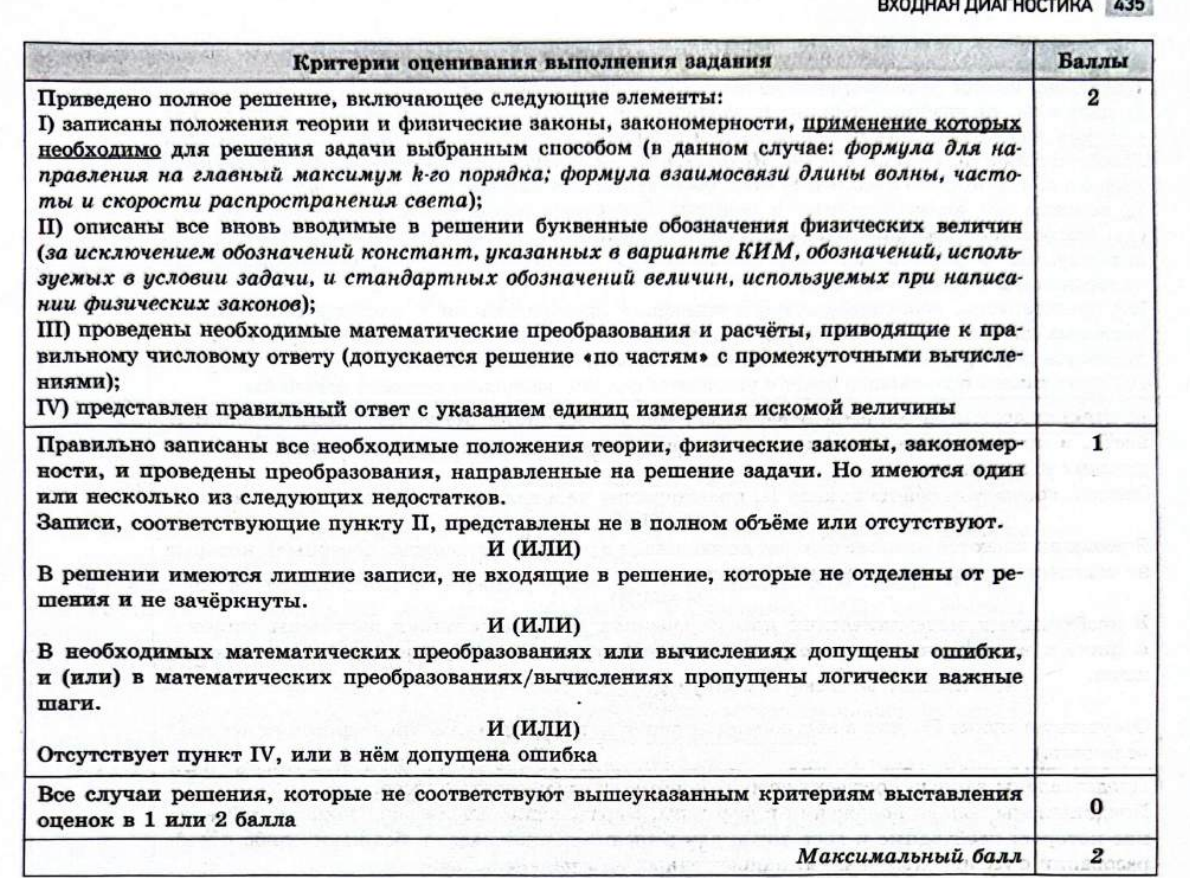 ВХОДНАЯ ДИАГНОСТИКА 435
Критерии оценивания выполнения задания Баллы
Приведено полное решение, включающее следующие элементы: 2
I) записаны положения теории и физические законы, закономерности, применение которых
необходимо для решения задачи выбранным способом (в данном случае: формула для на-
правления на главный максимум k-го порядка; формула взаимосвязи длины волны, часто-
ты и скорости распространения света);
II) описаны все вновь вводимые в решении буквенные обозначения физических величин
(за исключением обозначений констант, указанных в варианте КИМ, обозначений, исполь-
зуемых в условии задачи, и стандартных обозначений величин, используемых при написа-
нии физических законов);
III) проведены необходимые математические преобразования и расчёты, приводящие к пра-
вильному числовому ответу (допускается решение «по частям» с промежуточными вычисле-
ниями);
IV) представлен правильный ответ с указанием единиц измерения искомой величины
Правильно записаны все необходимые положения теории, физические законы, закономер- 1
ности, и проведены преобразования, направленные на решение задачи. Но имеются один
или несколько из следующих недостатков.
Записи, соответствующие пункту II, представлены не в полном объёме или отсутствуют.
И (ИЛИ)
В решении имеются лишние записи, не входящие в решение, которые не отделены от ре-
шения и не зачёркнуты.
И (ИЛИ)
В необходимых математических преобразованиях или вычислениях допущены ошибки,
и (или) в математических преобразованиях/вычислениях пропущены логически важные
шаги.
И (ИЛИ)
Отсутствует пункт IV, или в нём допущена ошибка
Все случаи решения, которые не соответствуют вышеуказанным критериям выставления 0
оценок в 1 или 2 балла
Максимальный балл 2